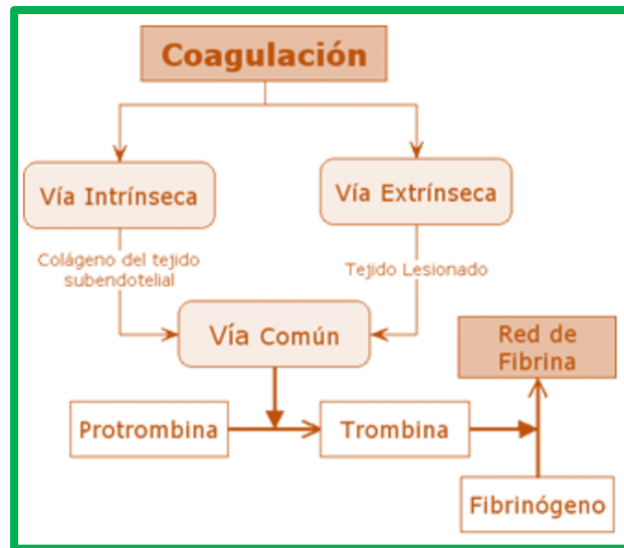 Coagulación
Vía Intrínseca
Vía Extrínseca
Colágeno del tejido
subendotelial
Tejido Lesionado
Vía Común
Red de
Fibrina
Protrombina
Trombina
Fibrinógeno